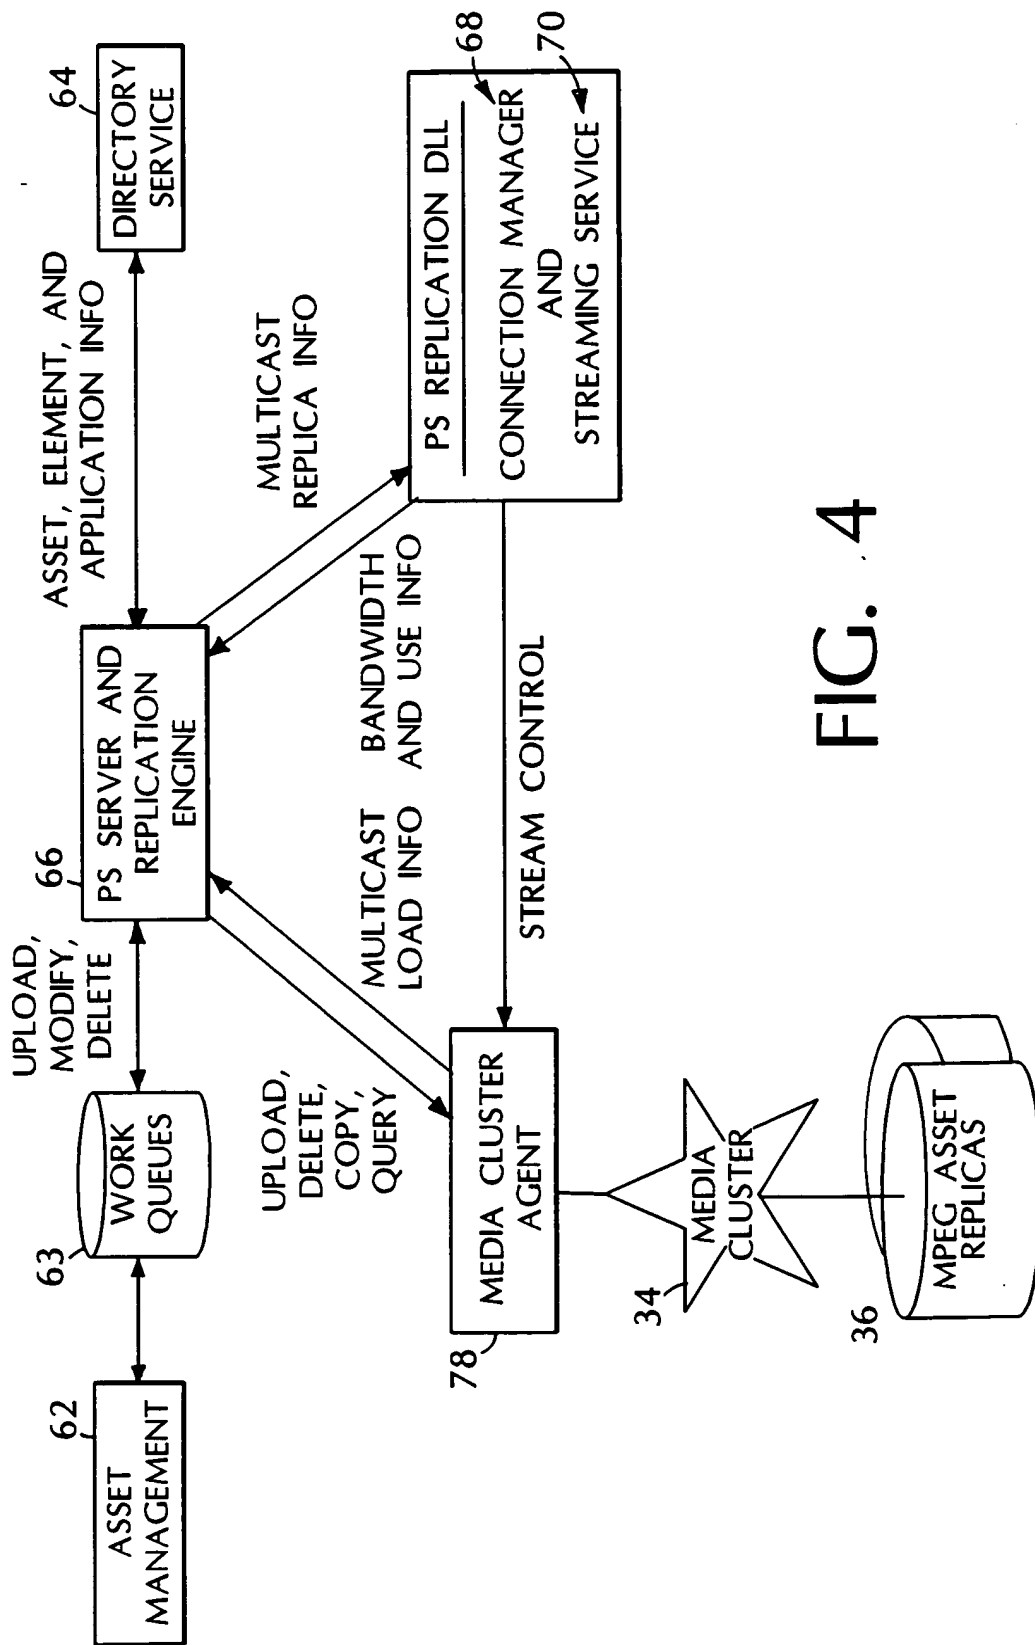 62
ASSET
MANAGEMENT
63
WORK
QUEUES
UPLOAD,
MODIFY,
DELETE
66
PS SERVER AND
REPLICATION
ENGINE
ASSET, ELEMENT, AND
APPLICATION INFO
64
DIRECTORY
SERVICE
UPLOAD,
DELETE,
COPY,
QUERY
MULTICAST
LOAD INFO
BANDWIDTH
AND USE INFO
MULTICAST
REPLICA INFO
78
MEDIA CLUSTER
AGENT
STREAM CONTROL
PS REPLICATION DLL
68
CONNECTION MANAGER
AND
70
STREAMING SERVICE
34
MEDIA
CLUSTER
36
MPEG ASSET
REPLICAS
FIG. 4